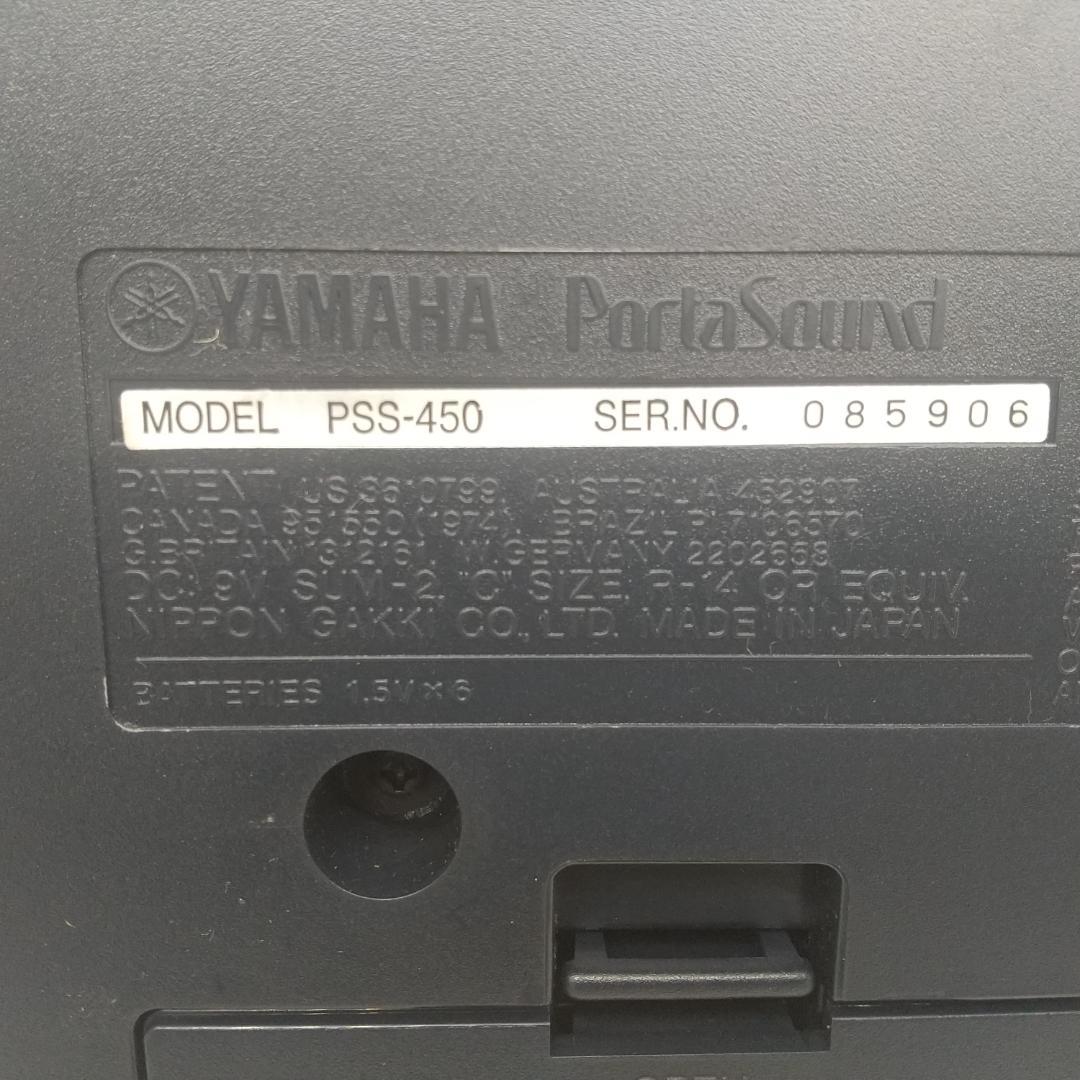 YAMAHA PortaSound
MODEL PSS-450 SER.NO. 085906
PATENT US 3610799, AUSTRALIA 452907,
CANADA 951550(1974), BRAZIL PI 7106570,
G.BRITAIN 1312161, W.GERMANY 2202658
DC: 9V SUM-2, "C" SIZE, R-14 OR EQUIV.
NIPPON GAKKI CO., LTD. MADE IN JAPAN
BATTERIES 1.5V×6